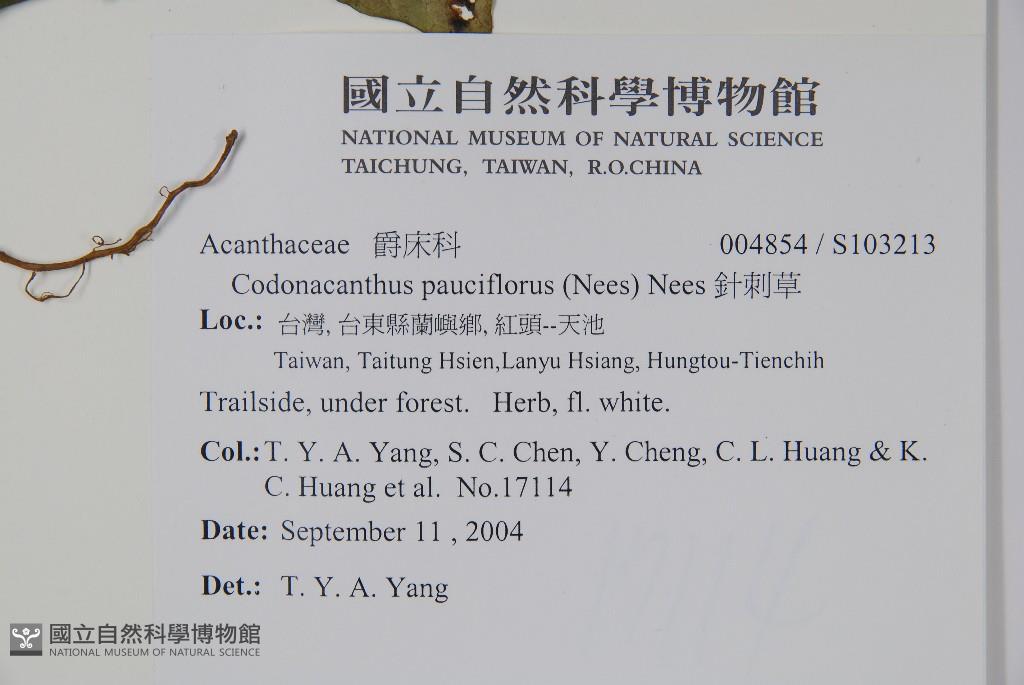 國立自然科學博物館
NATIONAL MUSEUM OF NATURAL SCIENCE
TAICHUNG, TAIWAN, R.O.CHINA
Acanthaceae 爵床科 004854 / S103213
Codonacanthus pauciflorus (Nees) Nees 針刺草
Loc.: 台灣, 台東縣蘭嶼鄉, 紅頭--天池
Taiwan, Taitung Hsien,Lanyu Hsiang, Hungtou-Tienchih
Trailside, under forest. Herb, fl. white.
Col.: T. Y. A. Yang, S. C. Chen, Y. Cheng, C. L. Huang & K.
C. Huang et al. No.17114
Date: September 11 , 2004
Det.: T. Y. A. Yang
國立自然科學博物館
NATIONAL MUSEUM OF NATURAL SCIENCE